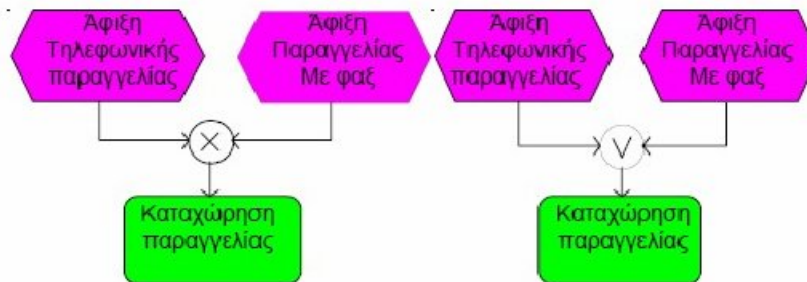 Άφιξη
Τηλεφωνικής
παραγγελίας
Άφιξη
Παραγγελίας
Με φαξ
Άφιξη
Τηλεφωνικής
παραγγελίας
Άφιξη
Παραγγελίας
Με φαξ
X
V
Καταχώρηση
παραγγελίας
Καταχώρηση
παραγγελίας